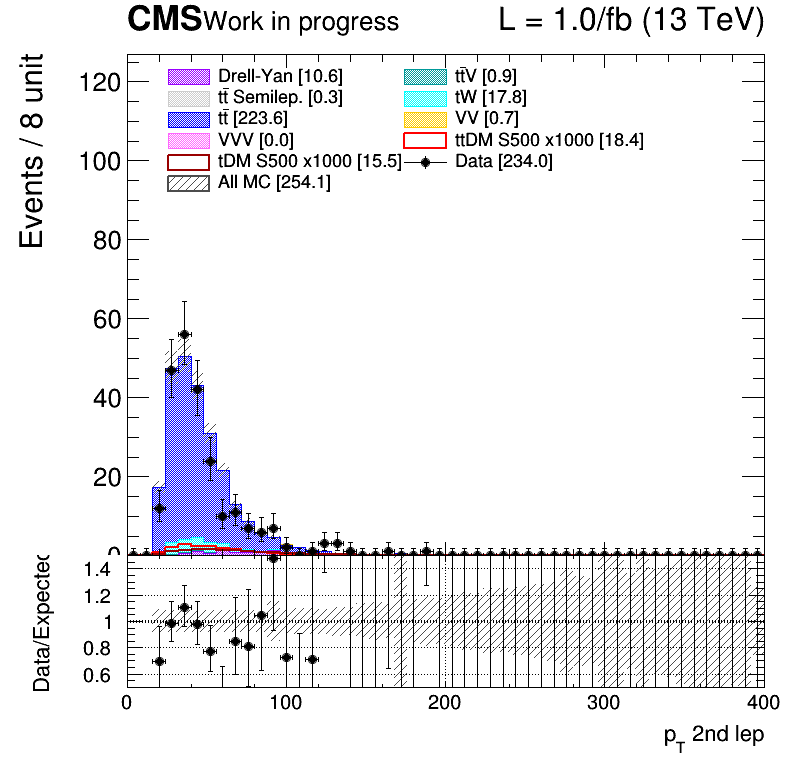 CMS Work in progress L = 1.0/fb (13 TeV)
Events / 8 unit
120
100
80
60
40
20
0
Drell-Yan [10.6] tt̄V [0.9]
tt̄ Semilep. [0.3] tW [17.8]
tt̄ [223.6] VV [0.7]
VVV [0.0] ttDM S500 x1000 [18.4]
tDM S500 x1000 [15.5] Data [234.0]
All MC [254.1]
Data/Expected
1.4
1.2
1
0.8
0.6
0 100 200 300 400
p_T 2nd lep